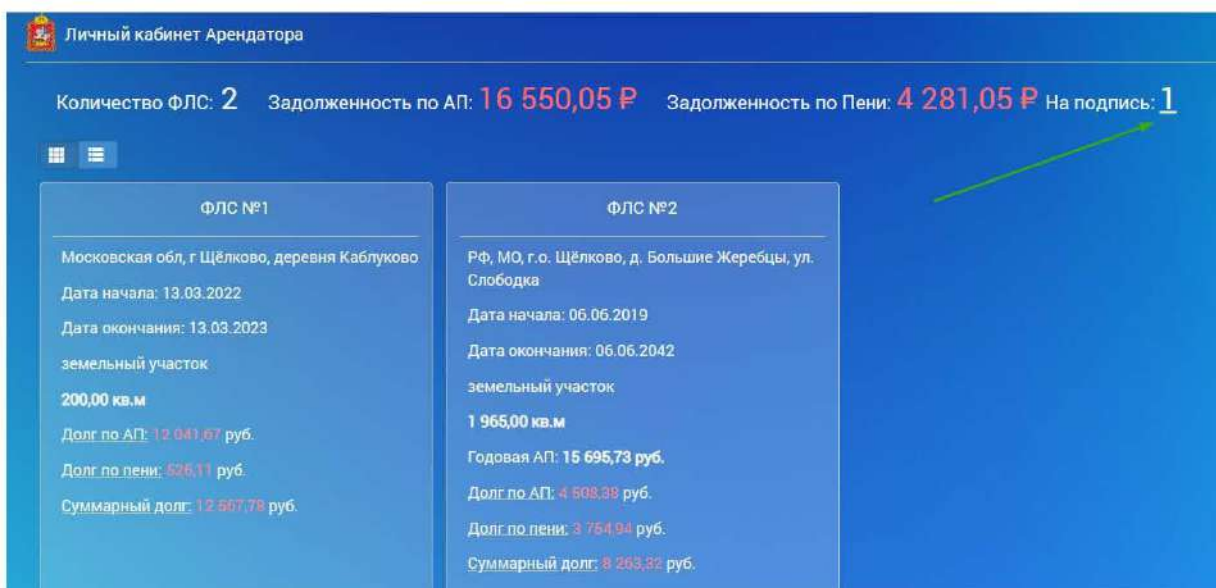 Личный кабинет Арендатора
Количество ФЛС: 2 Задолженность по АП: 16 550,05 ₽ Задолженность по Пени: 4 281,05 ₽ На подпись: 1
ФЛС №1
Московская обл, г Щёлково, деревня Каблуково
Дата начала: 13.03.2022
Дата окончания: 13.03.2023
земельный участок
200,00 кв.м
Долг по АП: 12 041,67 руб.
Долг по пени: 526,11 руб.
Суммарный долг: 12 567,78 руб.
ФЛС №2
РФ, МО, г.о. Щёлково, д. Большие Жеребцы, ул.
Слободка
Дата начала: 06.06.2019
Дата окончания: 06.06.2042
земельный участок
1 965,00 кв.м
Годовая АП: 15 695,73 руб.
Долг по АП: 4 508,38 руб.
Долг по пени: 3 754,94 руб.
Суммарный долг: 8 263,32 руб.